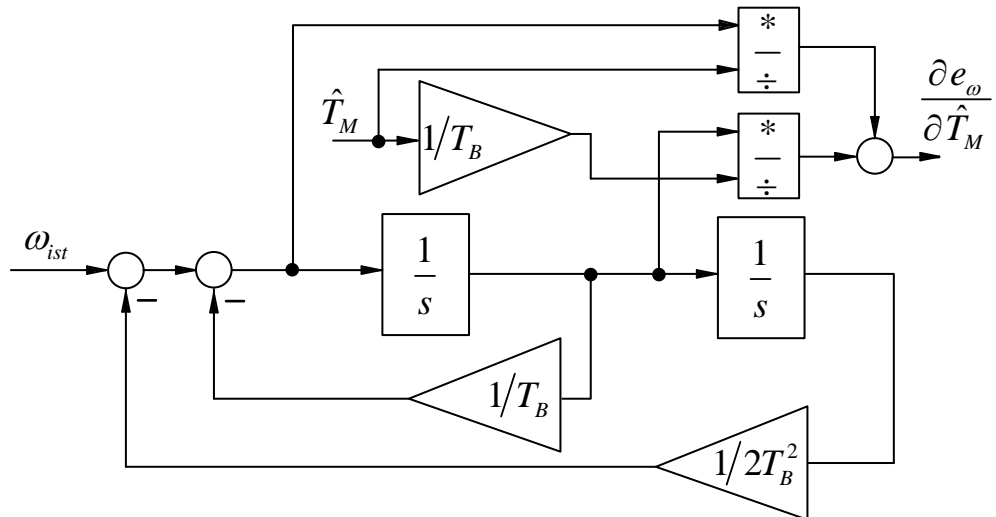 *
÷
T̂_M
1/T_B
∂e_ω
∂T̂_M
*
÷
ω_ist
1
s
1
s
−
−
1/T_B
1/2T_B^2